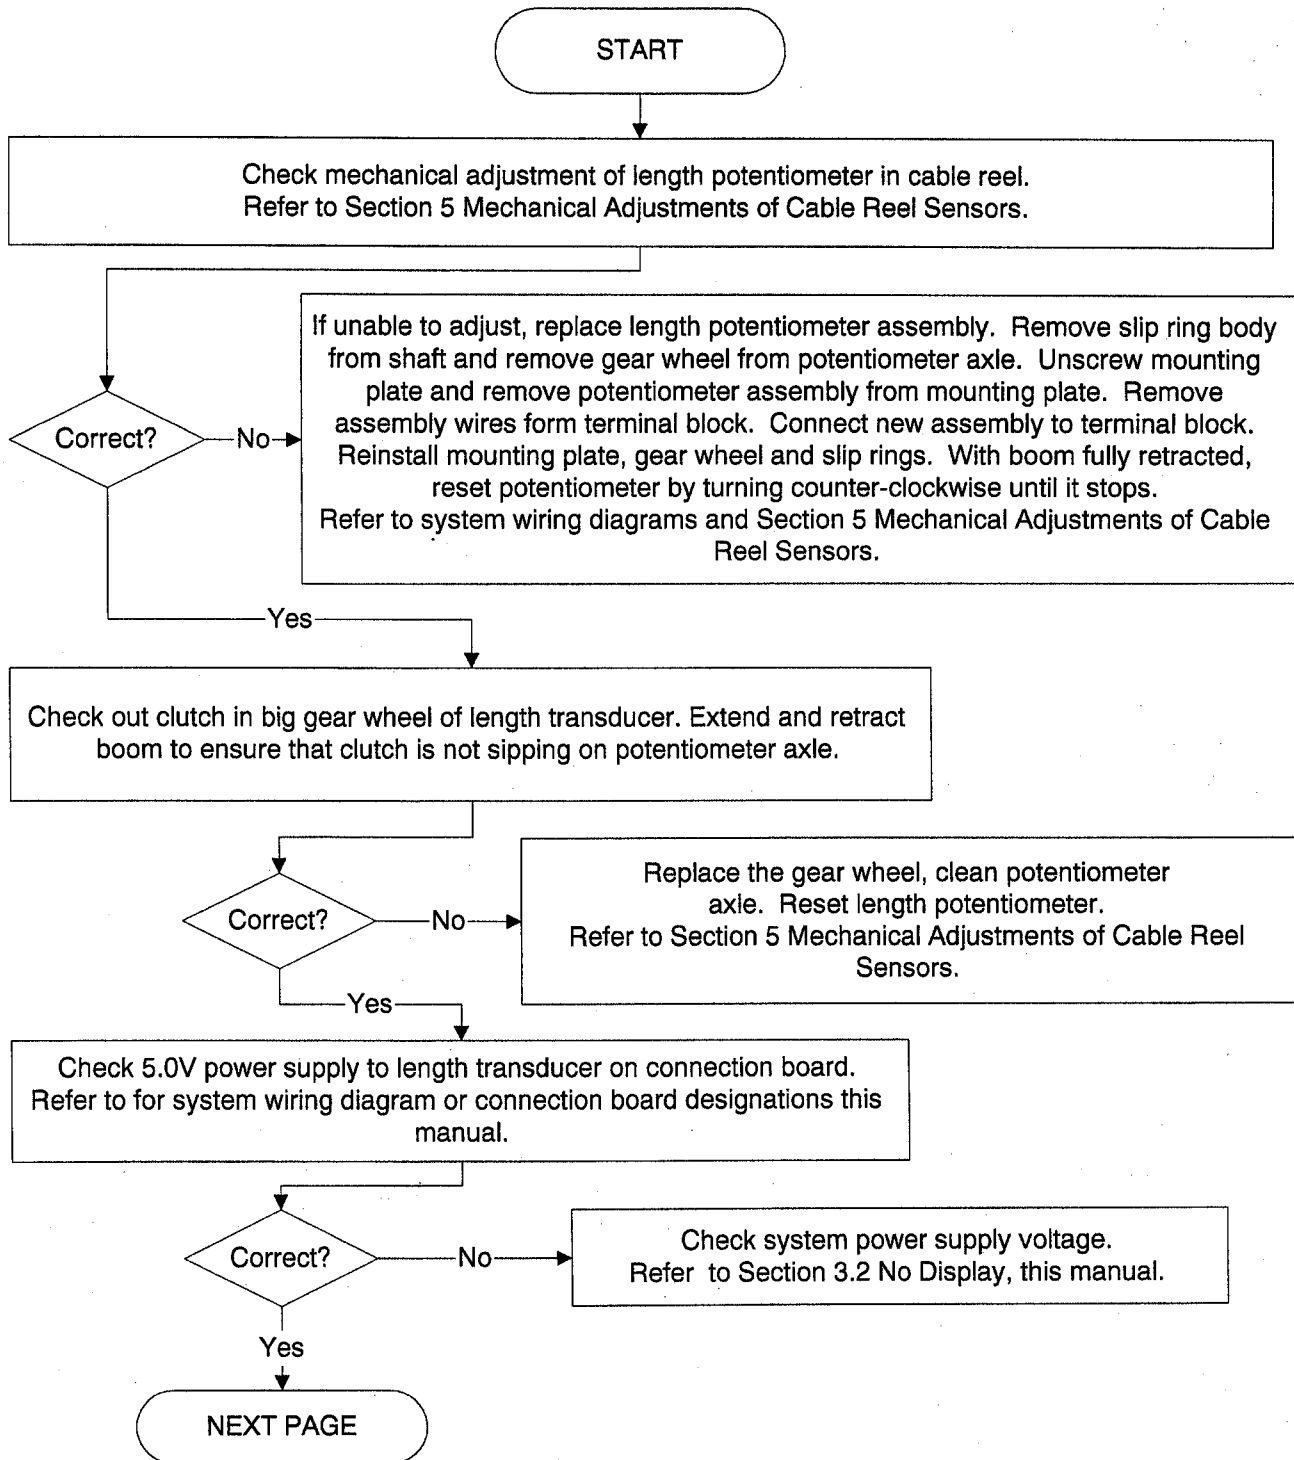 START
Check mechanical adjustment of length potentiometer in cable reel.
Refer to Section 5 Mechanical Adjustments of Cable Reel Sensors.
If unable to adjust, replace length potentiometer assembly. Remove slip ring body
from shaft and remove gear wheel from potentiometer axle. Unscrew mounting
plate and remove potentiometer assembly from mounting plate. Remove
assembly wires form terminal block. Connect new assembly to terminal block.
Reinstall mounting plate, gear wheel and slip rings. With boom fully retracted,
reset potentiometer by turning counter-clockwise until it stops.
Refer to system wiring diagrams and Section 5 Mechanical Adjustments of Cable
Reel Sensors.
Correct?
No
Yes
Check out clutch in big gear wheel of length transducer. Extend and retract
boom to ensure that clutch is not sipping on potentiometer axle.
Correct?
No
Replace the gear wheel, clean potentiometer
axle. Reset length potentiometer.
Refer to Section 5 Mechanical Adjustments of Cable Reel
Sensors.
Yes
Check 5.0V power supply to length transducer on connection board.
Refer to for system wiring diagram or connection board designations this
manual.
Correct?
No
Check system power supply voltage.
Refer to Section 3.2 No Display, this manual.
Yes
NEXT PAGE